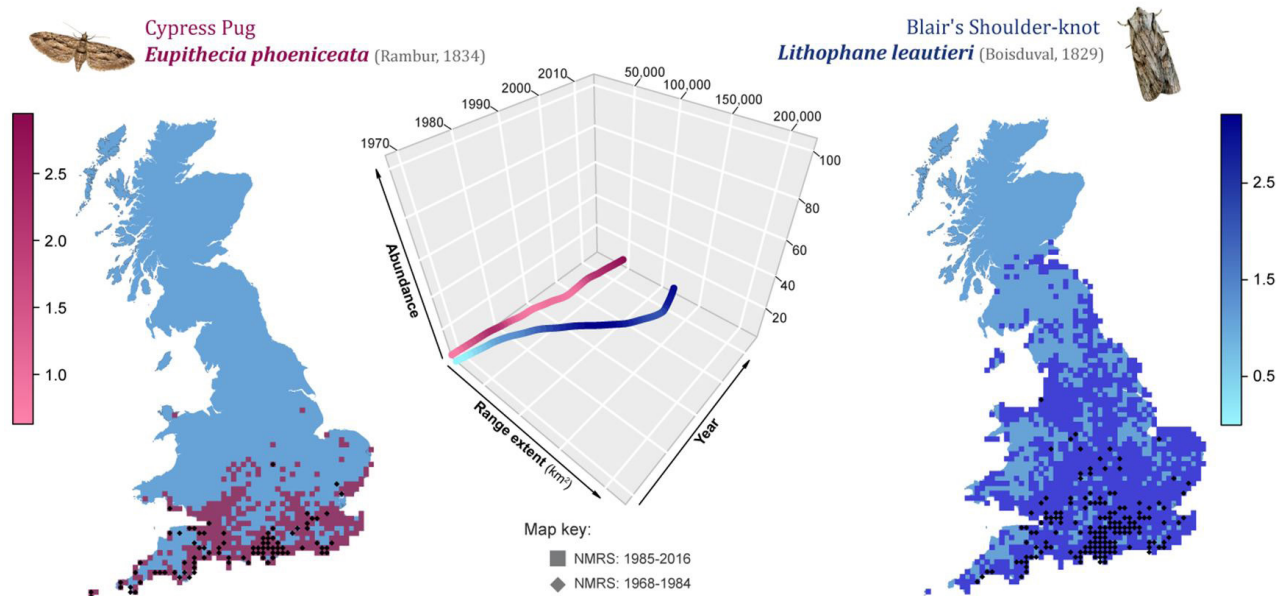 Cypress Pug
Eupithecia phoeniceata (Rambur, 1834)
Blair's Shoulder-knot
Lithophane leautieri (Boisduval, 1829)
2.5
2.0
1.5
1.0
1970
1980
1990
2000
2010
50,000
100,000
150,000
200,000
100
80
60
40
20
Abundance
Range extent (km²)
Year
Map key:
NMRS: 1985-2016
NMRS: 1968-1984
2.5
1.5
0.5